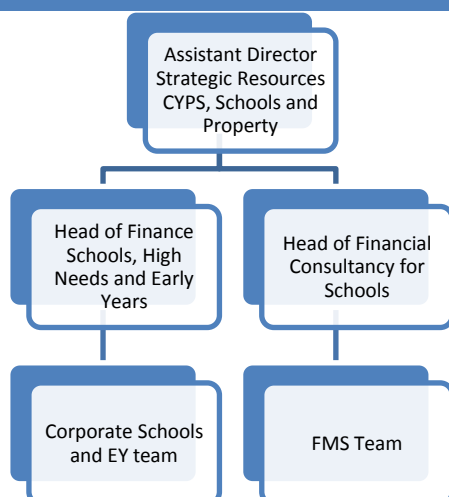 Assistant Director
Strategic Resources
CYPS, Schools and
Property
Head of Finance
Schools, High
Needs and Early
Years
Head of Financial
Consultancy for
Schools
Corporate Schools
and EY team
FMS Team